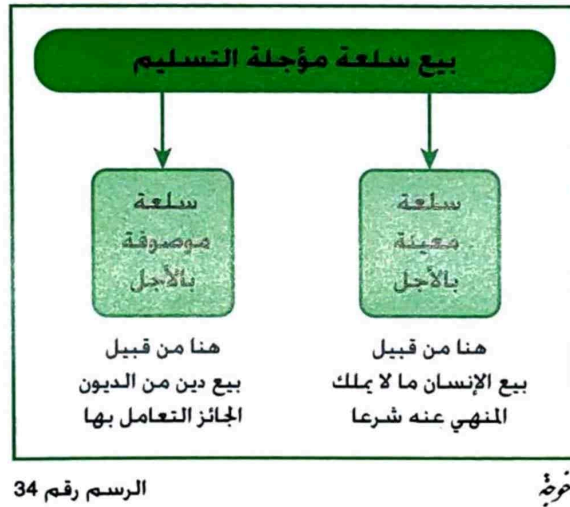 بيع سلعة مؤجلة التسليم
سلعة
معينة
بالأجل
هنا من قبيل
بيع الإنسان ما لا يملك
المنهي عنه شرعا
سلعة
موصوفة
بالأجل
هنا من قبيل
بيع دين من الديون
الجائز التعامل بها
الرسم رقم 34